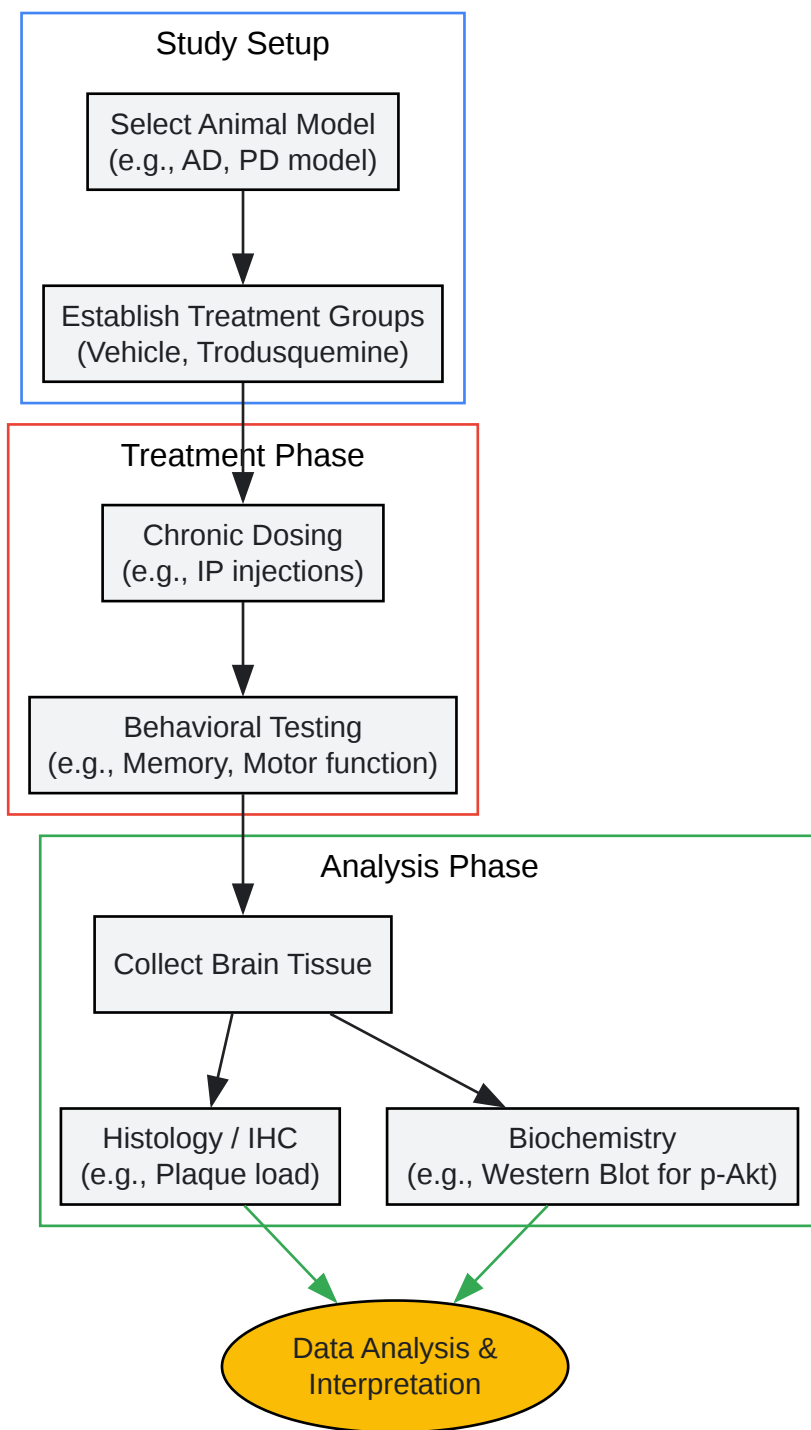 Study Setup
Select Animal Model
(e.g., AD, PD model)
Establish Treatment Groups
(Vehicle, Trodusquemine)
Treatment Phase
Chronic Dosing
(e.g., IP injections)
Behavioral Testing
(e.g., Memory, Motor function)
Analysis Phase
Collect Brain Tissue
Histology / IHC
(e.g., Plaque load)
Biochemistry
(e.g., Western Blot for p-Akt)
Data Analysis &
Interpretation